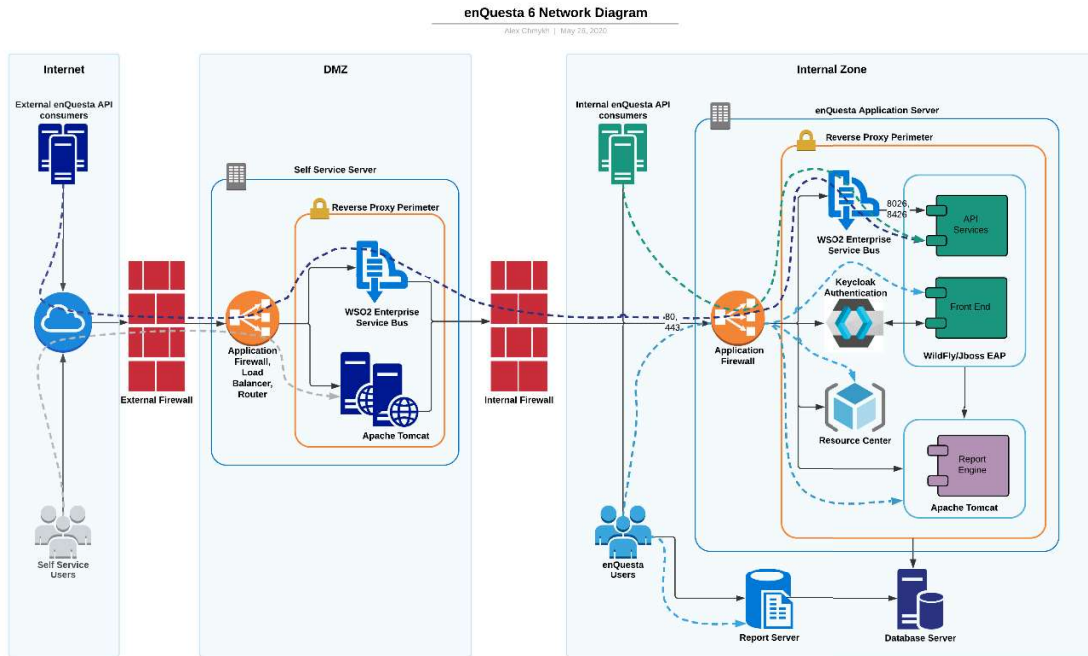 enQuesta 6 Network Diagram
Alex Chmykh | May 26, 2020
Internet
DMZ
Internal Zone
External enQuesta API
consumers
Internal enQuesta API
consumers
enQuesta Application Server
Reverse Proxy Perimeter
Self Service Server
Reverse Proxy Perimeter
WSO2 Enterprise
Service Bus
8026,
8426
API
Services
WSO2 Enterprise
Service Bus
Keycloak
Authentication
Front End
WildFly/Jboss EAP
80,
443
Application
Firewall,
Load
Balancer,
Router
Application
Firewall
External Firewall
Internal Firewall
Apache Tomcat
Resource Center
Report
Engine
Apache Tomcat
Self Service
Users
enQuesta
Users
Report Server
Database Server